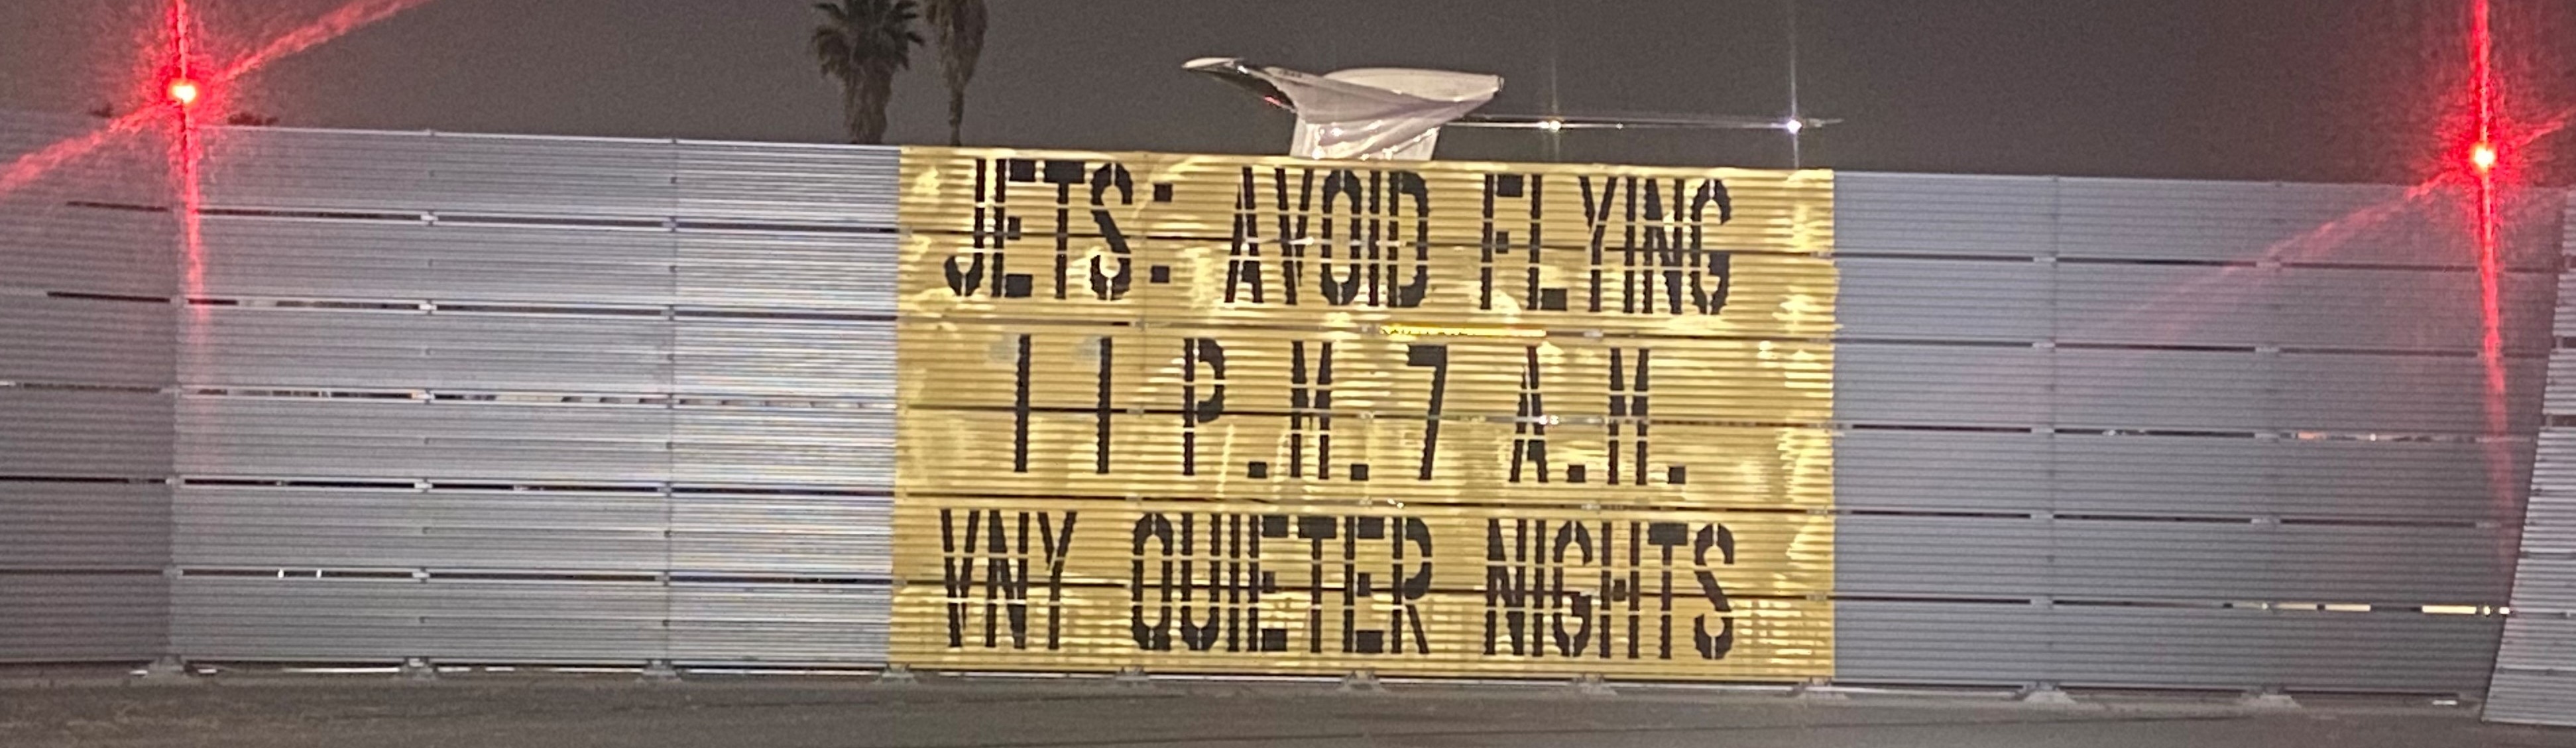 JETS: AVOID FLYING
11 P.M. 7 A.M.
VNY QUIETER NIGHTS